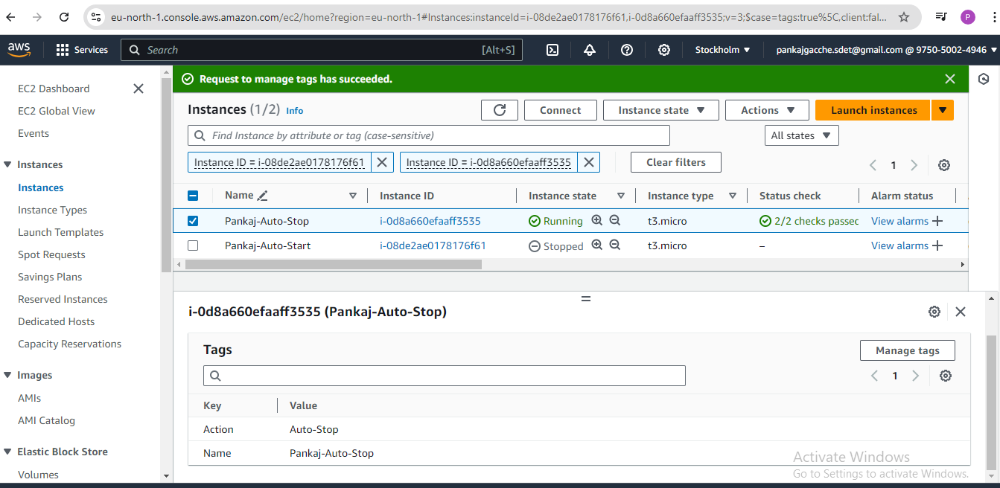 eu-north-1.console.aws.amazon.com/ec2/home?region=eu-north-1#Instances:instanceId=i-08de2ae0178176f61,i-0d8a660efaaff3535;v=3;$case=tags:true%5C,client:fal...
P
aws
Services
Search
[Alt+S]
Stockholm
pankajgacche.sdet@gmail.com @ 9750-5002-4946
Request to manage tags has succeeded.
EC2 Dashboard
EC2 Global View
Events
Instances
Instances
Instance Types
Launch Templates
Spot Requests
Savings Plans
Reserved Instances
Dedicated Hosts
Capacity Reservations
Images
AMIs
AMI Catalog
Elastic Block Store
Volumes
Instances (1/2) Info
Connect
Instance state
Actions
Launch instances
Find Instance by attribute or tag (case-sensitive)
All states
Instance ID = i-08de2ae0178176f61
Instance ID = i-0d8a660efaaff3535
Clear filters
1
Name Instance ID Instance state Instance type Status check Alarm status
Pankaj-Auto-Stop i-0d8a660efaaff3535 Running t3.micro 2/2 checks passec View alarms
Pankaj-Auto-Start i-08de2ae0178176f61 Stopped t3.micro – View alarms
i-0d8a660efaaff3535 (Pankaj-Auto-Stop)
Tags
Manage tags
1
Key Value
Action Auto-Stop
Name Pankaj-Auto-Stop
Activate Windows
Go to Settings to activate Windows.